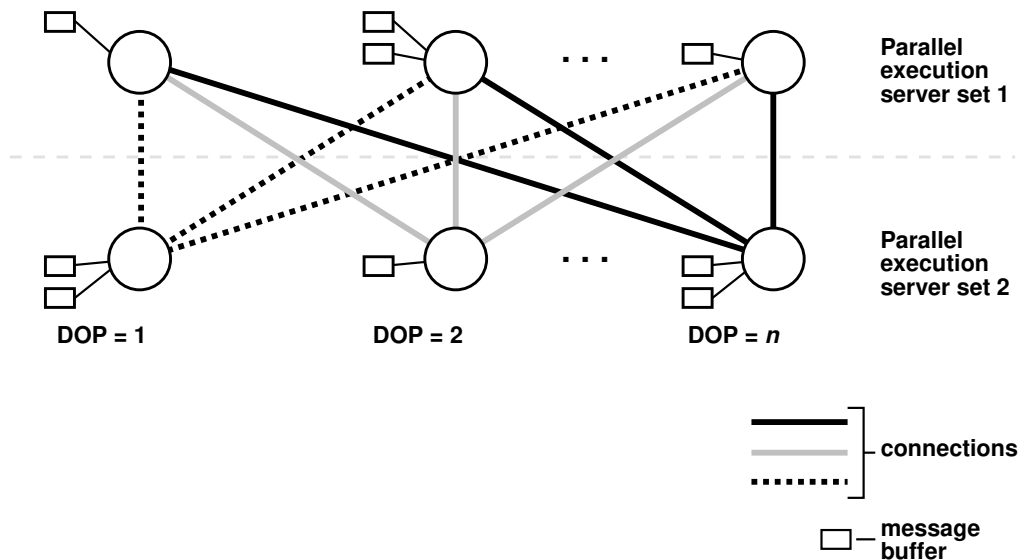 . . .
Parallel
execution
server set 1
. . .
Parallel
execution
server set 2
DOP = 1
DOP = 2
DOP = n
connections
message
buffer